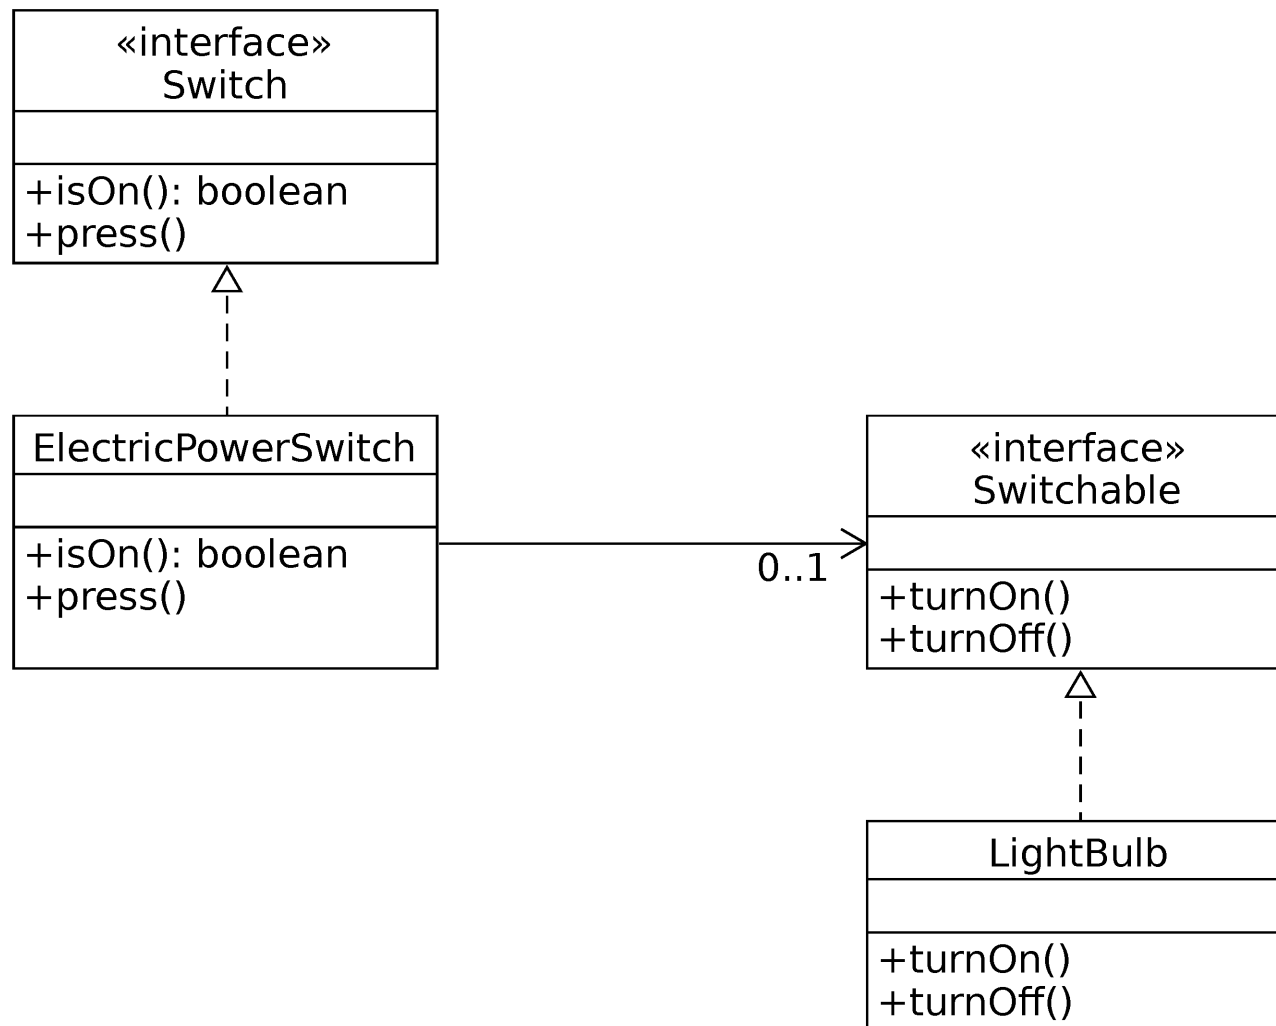 «interface»
Switch
+isOn(): boolean
+press()
ElectricPowerSwitch
+isOn(): boolean
+press()
0..1
«interface»
Switchable
+turnOn()
+turnOff()
LightBulb
+turnOn()
+turnOff()